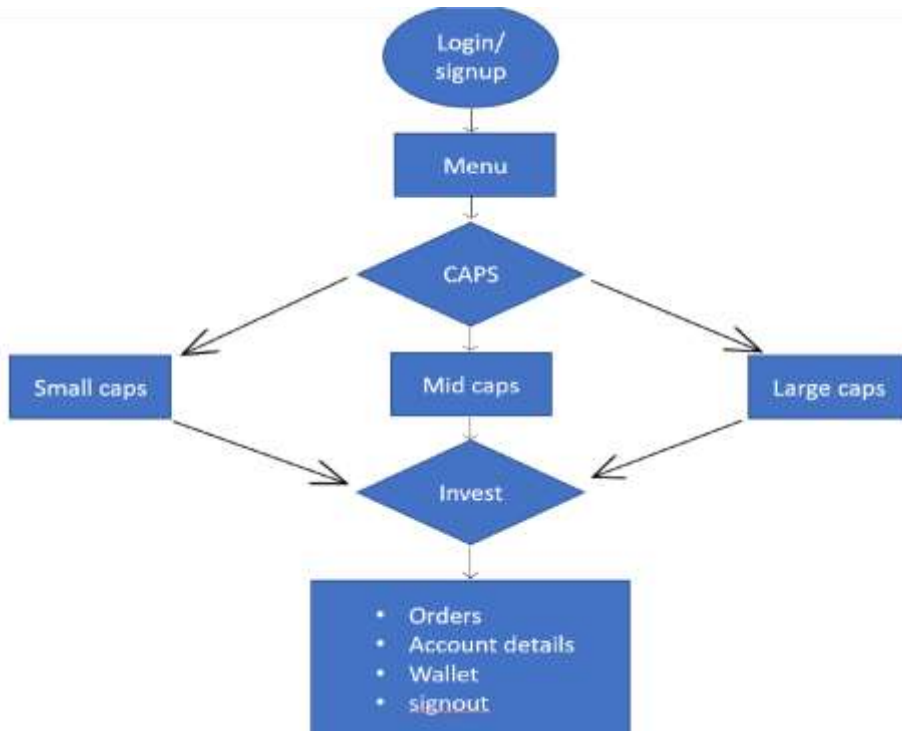 Login/
signup
Menu
CAPS
Small caps
Mid caps
Large caps
Invest
• Orders
• Account details
• Wallet
• signout